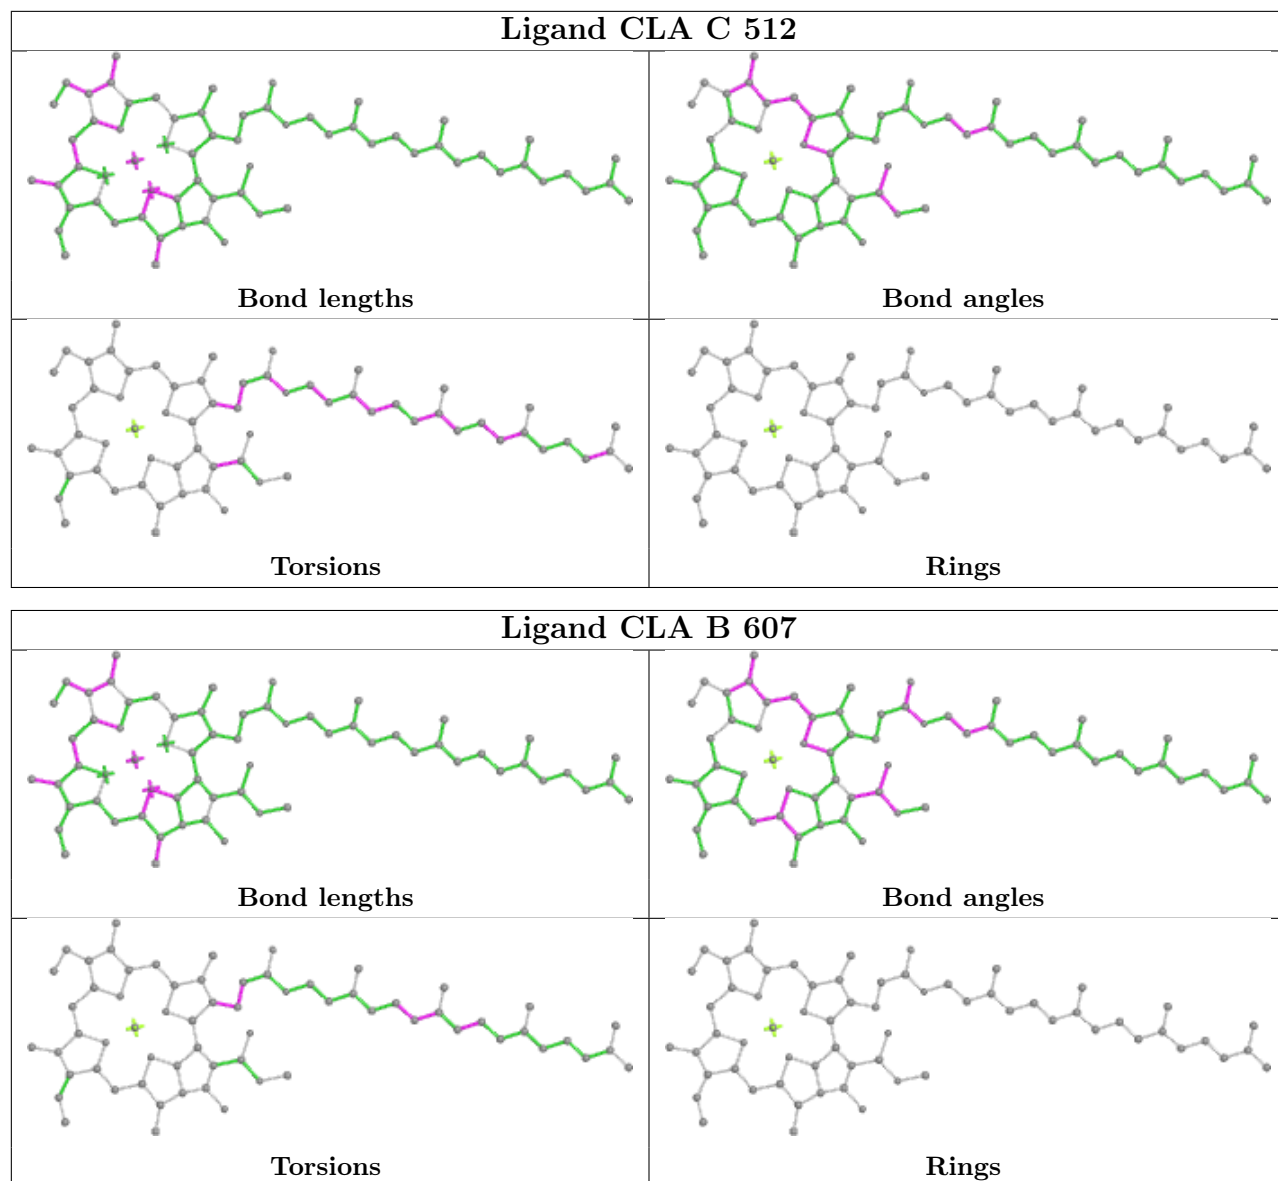 Ligand CLA C 512
Bond lengths
Bond angles
Torsions
Rings
Ligand CLA B 607
Bond lengths
Bond angles
Torsions
Rings